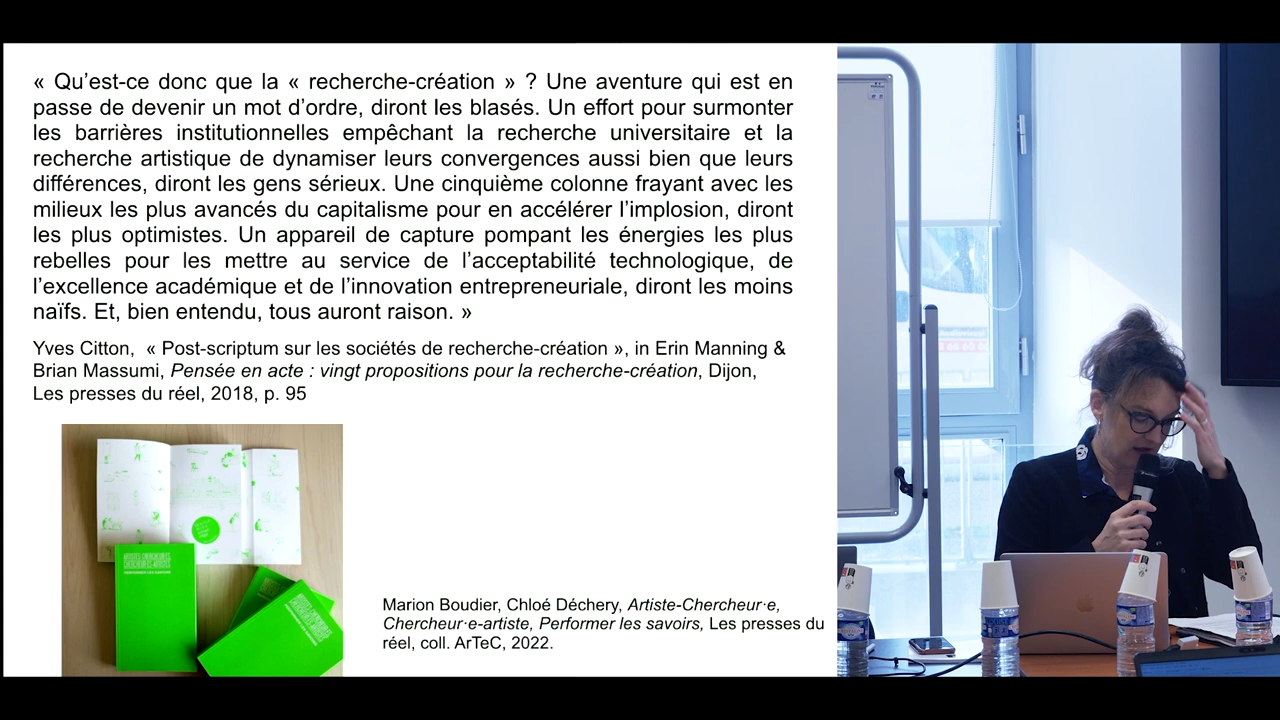 « Qu’est-ce donc que la « recherche-création » ? Une aventure qui est en
passe de devenir un mot d’ordre, diront les blasés. Un effort pour surmonter
les barrières institutionnelles empêchant la recherche universitaire et la
recherche artistique de dynamiser leurs convergences aussi bien que leurs
différences, diront les gens sérieux. Une cinquième colonne frayant avec les
milieux les plus avancés du capitalisme pour en accélérer l’implosion, diront
les plus optimistes. Un appareil de capture pompant les énergies les plus
rebelles pour les mettre au service de l’acceptabilité technologique, de
l’excellence académique et de l’innovation entrepreneuriale, diront les moins
naïfs. Et, bien entendu, tous auront raison. »
Yves Citton, « Post-scriptum sur les sociétés de recherche-création », in Erin Manning &
Brian Massumi, Pensée en acte : vingt propositions pour la recherche-création, Dijon,
Les presses du réel, 2018, p. 95
Marion Boudier, Chloé Déchery, Artiste-Chercheur·e,
Chercheur·e-artiste, Performer les savoirs, Les presses du
réel, coll. ArTeC, 2022.